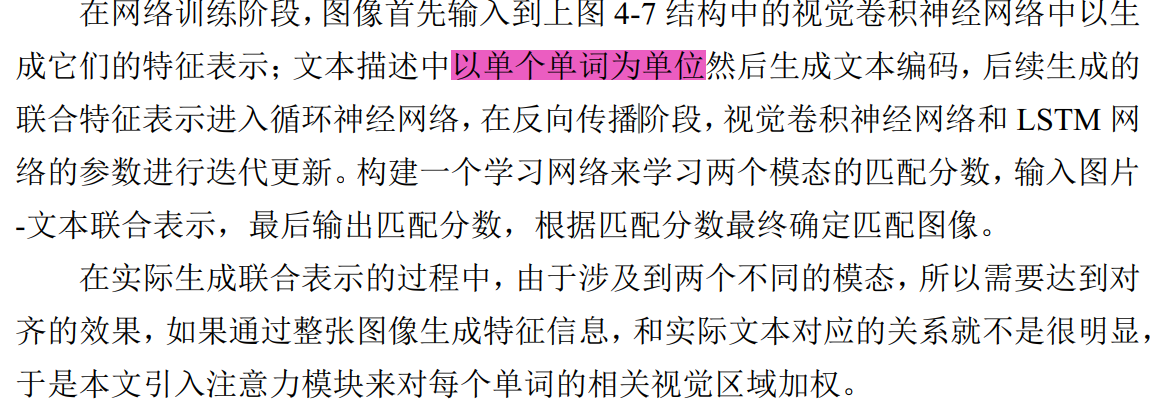 在网络训练阶段，图像首先输入到上图 4-7 结构中的视觉卷积神经网络中以生
成它们的特征表示；文本描述中以单个单词为单位然后生成文本编码，后续生成的
联合特征表示进入循环神经网络，在反向传播阶段，视觉卷积神经网络和 LSTM 网
络的参数进行迭代更新。构建一个学习网络来学习两个模态的匹配分数，输入图片
-文本联合表示，最后输出匹配分数，根据匹配分数最终确定匹配图像。
在实际生成联合表示的过程中，由于涉及到两个不同的模态，所以需要达到对
齐的效果，如果通过整张图像生成特征信息，和实际文本对应的关系就不是很明显，
于是本文引入注意力模块来对每个单词的相关视觉区域加权。